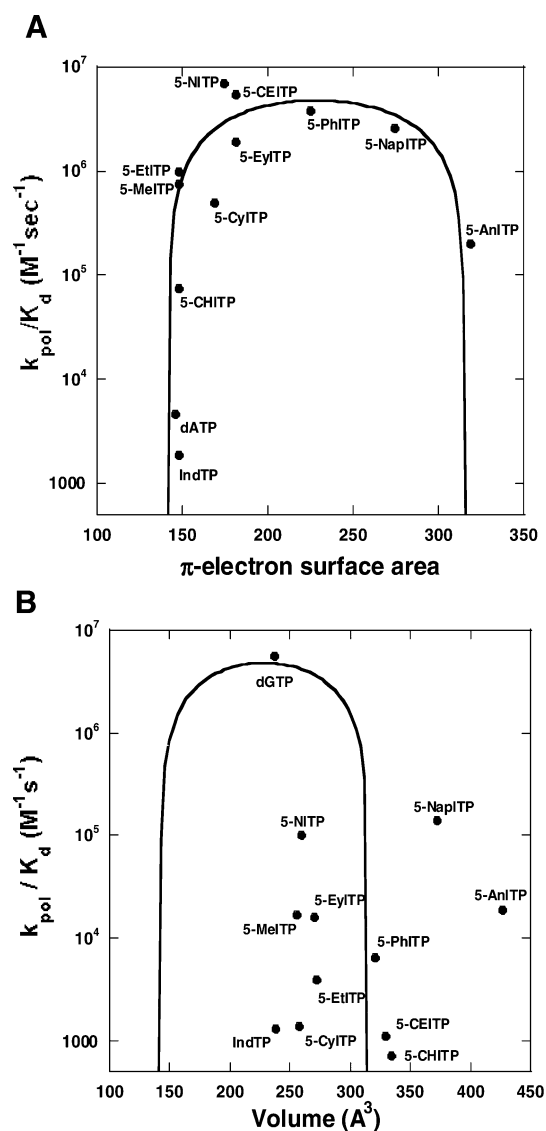 A
10^7
10^6
10^5
10^4
1000
k_pol/K_d (M^-1 sec^-1)
5-NITP
5-CEITP
5-PhITP
5-NapITP
5-EyITP
5-EtITP
5-MeITP
5-CyITP
5-AnITP
5-CHITP
dATP
IndTP
100 150 200 250 300 350
π-electron surface area
B
10^7
10^6
10^5
10^4
1000
k_pol / K_d (M^-1 s^-1)
dGTP
5-NITP
5-NapITP
5-EyITP
5-AnITP
5-MeITP
5-PhITP
5-EtITP
5-CEITP
IndTP
5-CyITP
5-CHITP
100 150 200 250 300 350 400 450
Volume (A^3)